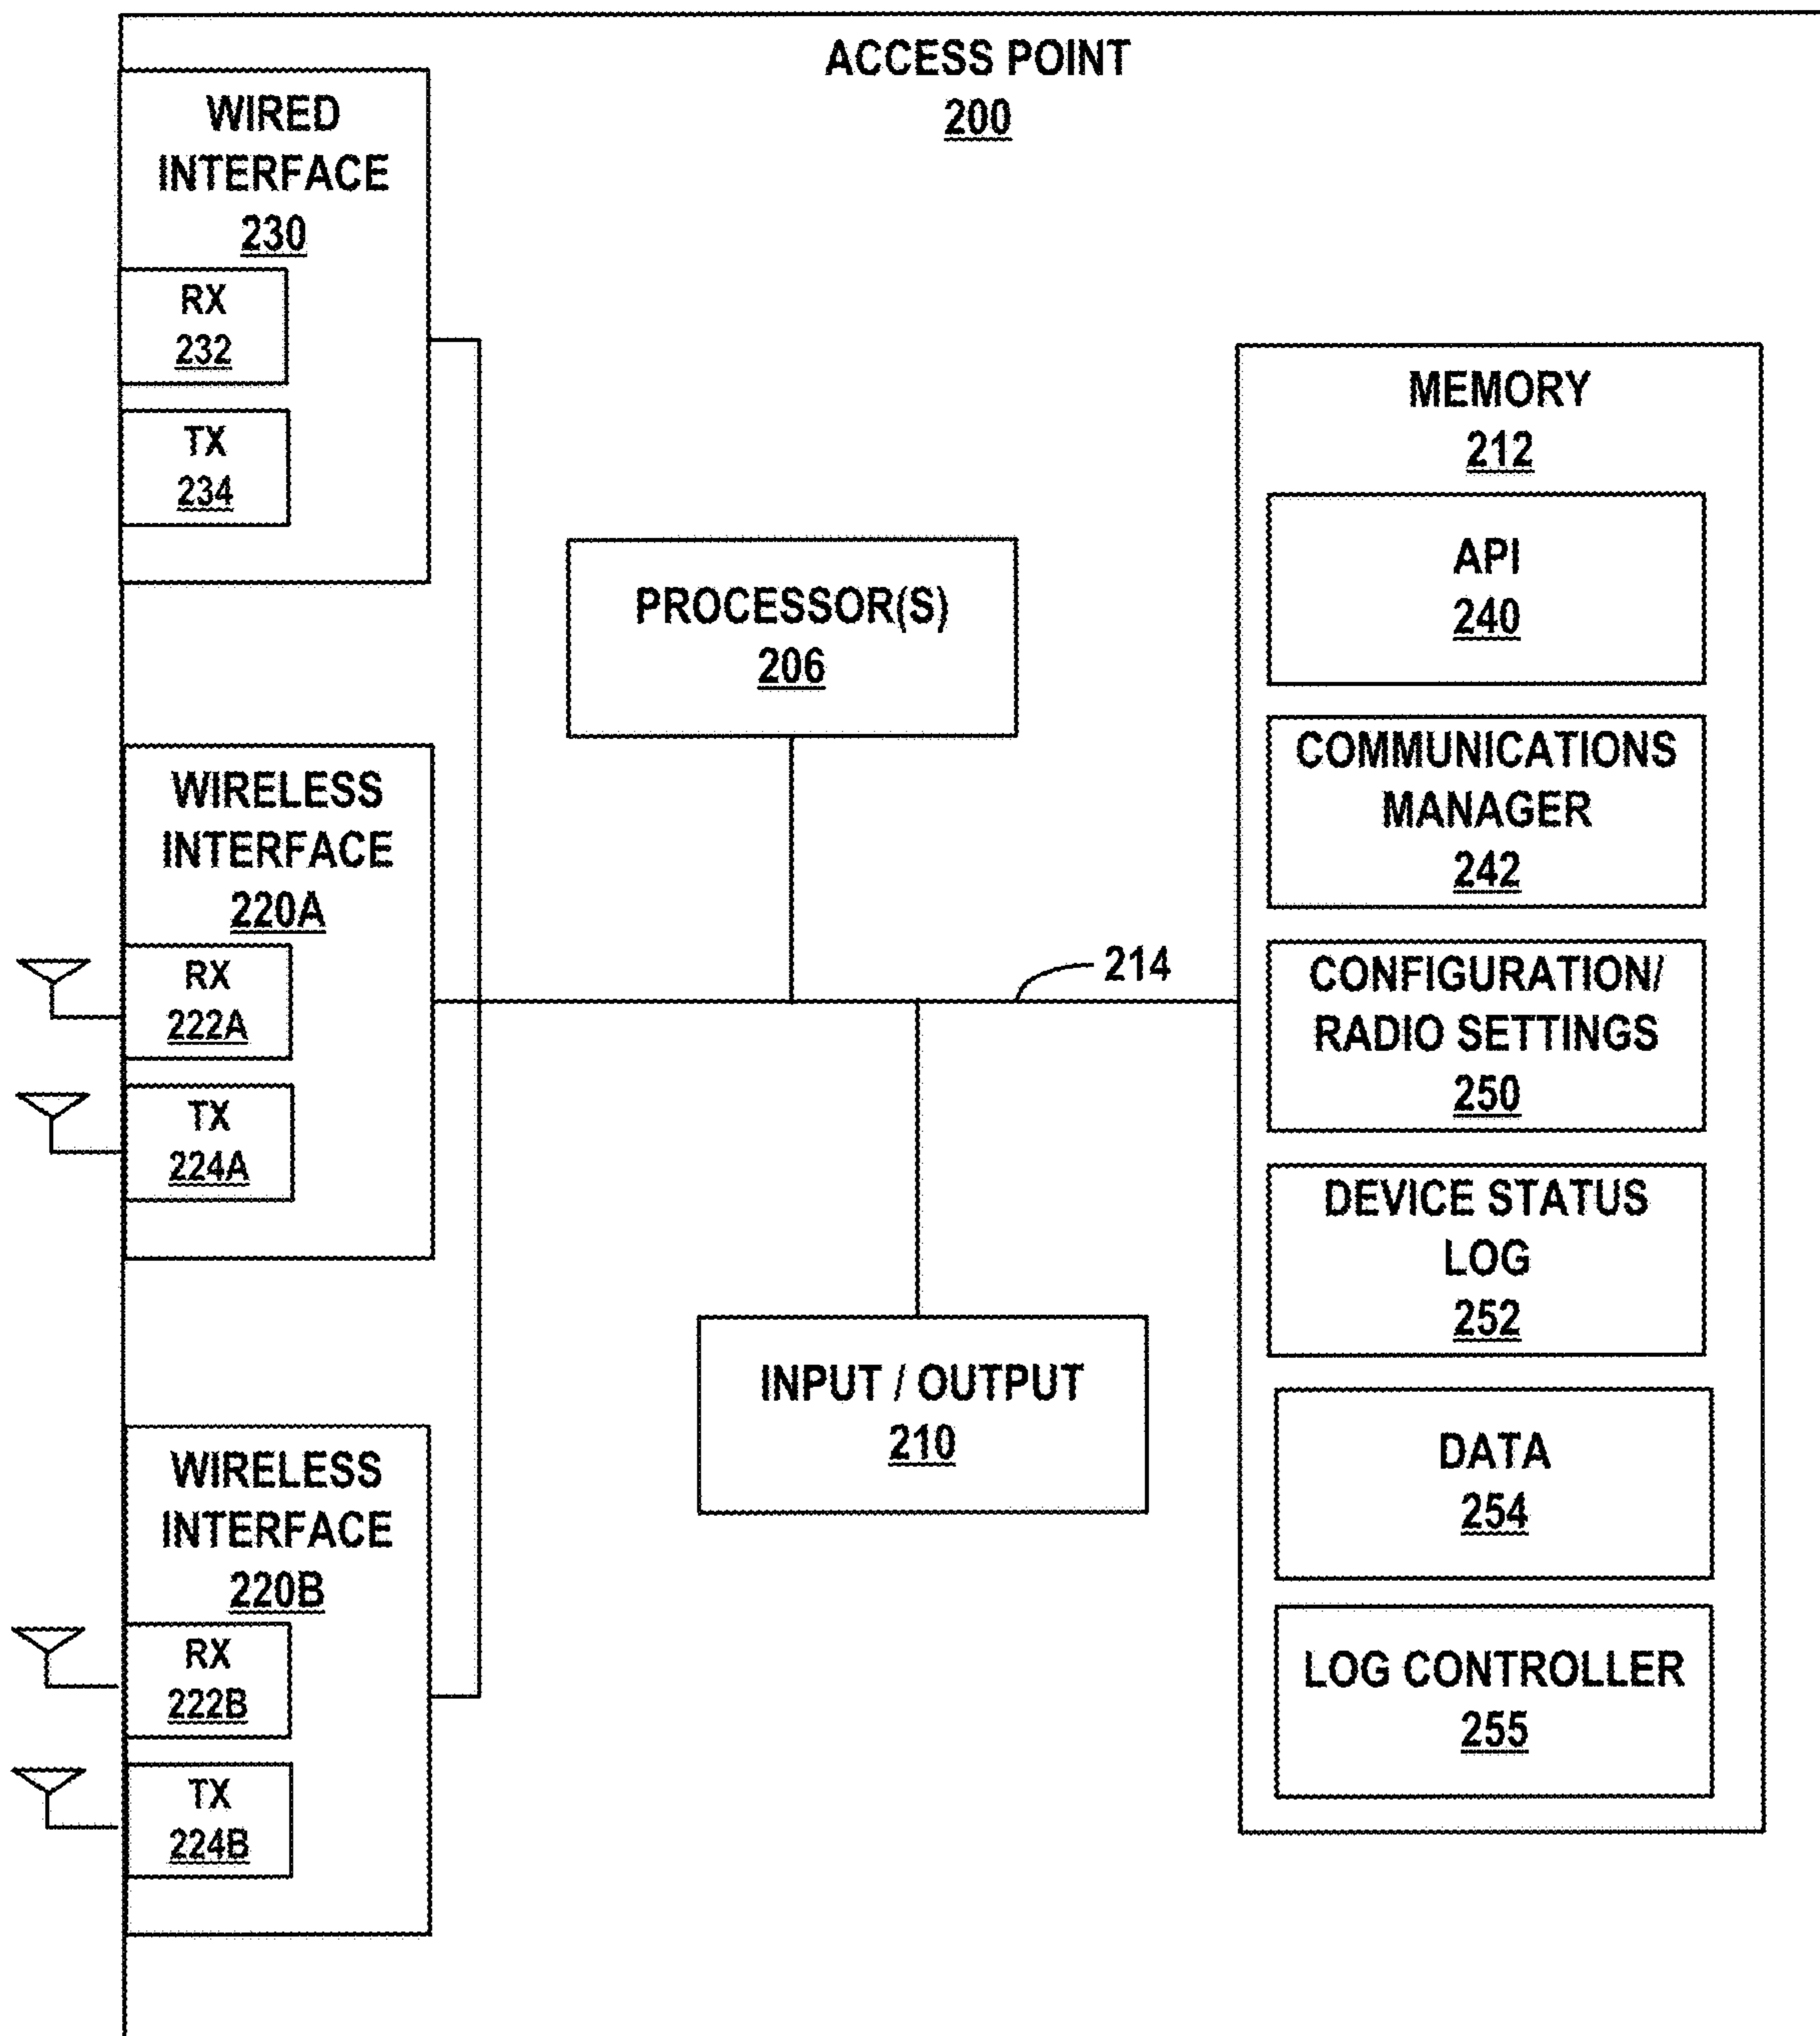 ACCESS POINT
200
WIRED
INTERFACE
230
RX
232
TX
234
WIRELESS
INTERFACE
220A
RX
222A
TX
224A
WIRELESS
INTERFACE
220B
RX
222B
TX
224B
PROCESSOR(S)
206
214
INPUT / OUTPUT
210
MEMORY
212
API
240
COMMUNICATIONS
MANAGER
242
CONFIGURATION/
RADIO SETTINGS
250
DEVICE STATUS
LOG
252
DATA
254
LOG CONTROLLER
255